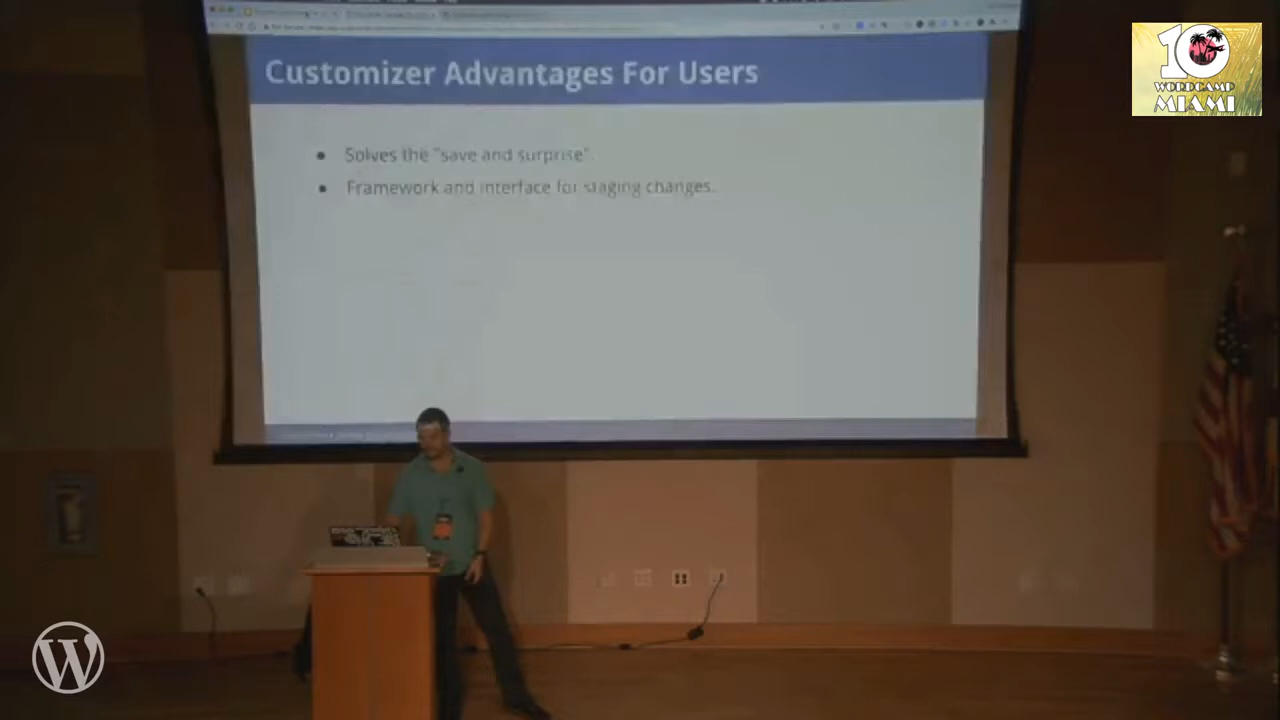 Customizer Advantages For Users
● Solves the "save and surprise".
● Framework and interface for staging changes.
10
WORDCAMP
MIAMI
W